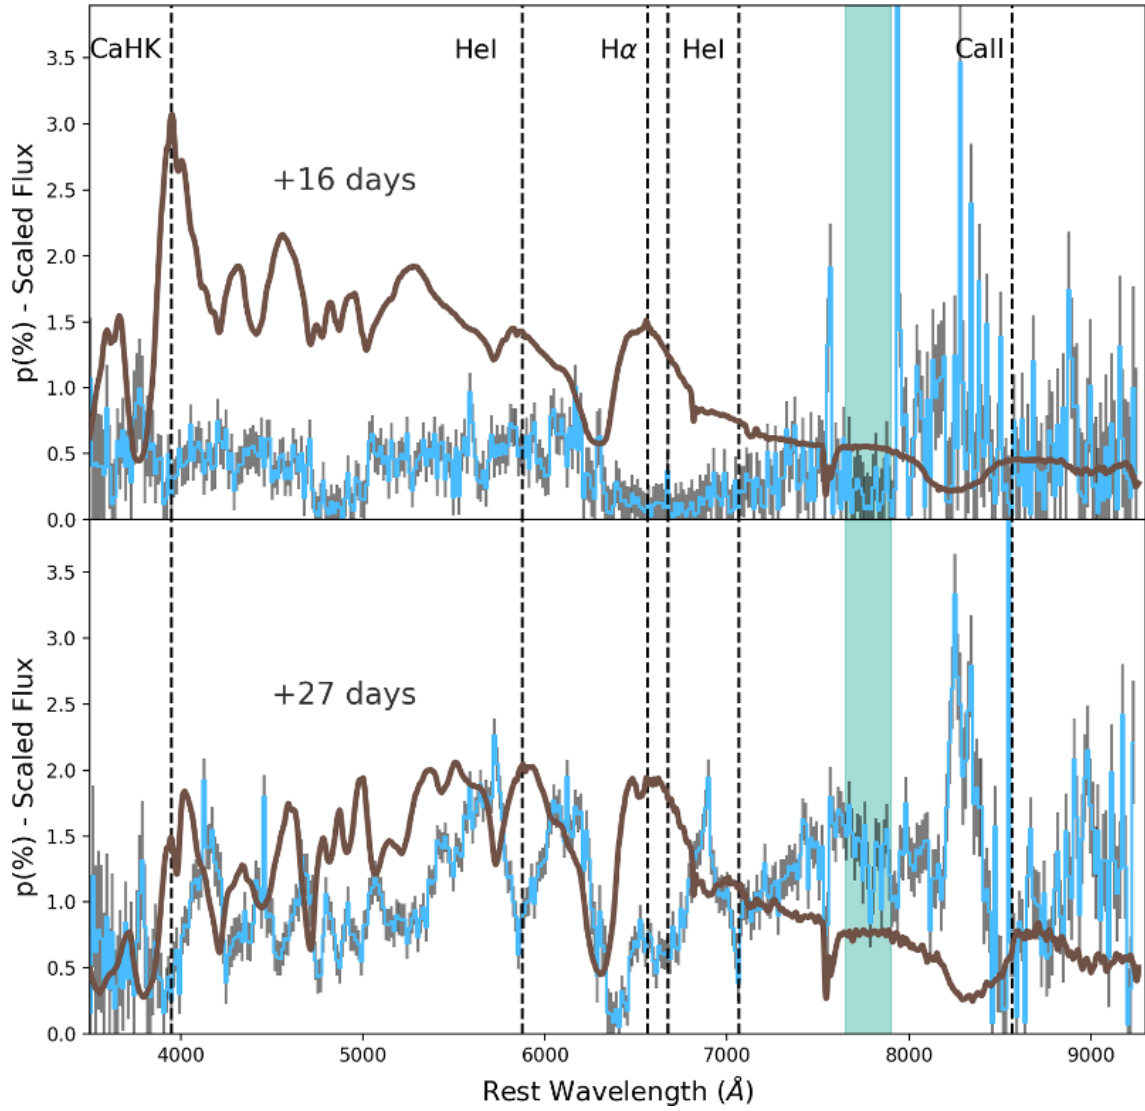 CaHK HeI Hα HeI CaII
+16 days
p(%) - Scaled Flux
3.5
3.0
2.5
2.0
1.5
1.0
0.5
0.0
+27 days
p(%) - Scaled Flux
3.5
3.0
2.5
2.0
1.5
1.0
0.5
0.0
4000 5000 6000 7000 8000 9000
Rest Wavelength (Å)